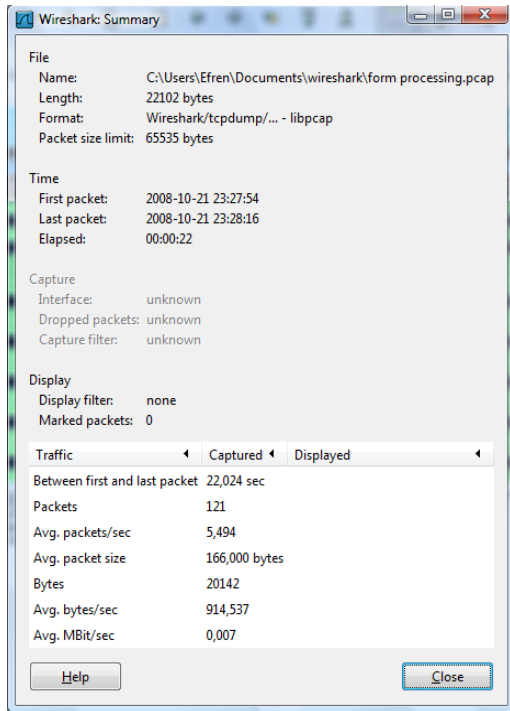 Wireshark: Summary
File
Name: C:\Users\Efren\Documents\wireshark\form processing.pcap
Length: 22102 bytes
Format: Wireshark/tcpdump/... - libpcap
Packet size limit: 65535 bytes
Time
First packet: 2008-10-21 23:27:54
Last packet: 2008-10-21 23:28:16
Elapsed: 00:00:22
Capture
Interface: unknown
Dropped packets: unknown
Capture filter: unknown
Display
Display filter: none
Marked packets: 0
Traffic Captured Displayed
Between first and last packet 22,024 sec
Packets 121
Avg. packets/sec 5,494
Avg. packet size 166,000 bytes
Bytes 20142
Avg. bytes/sec 914,537
Avg. MBit/sec 0,007
Help Close